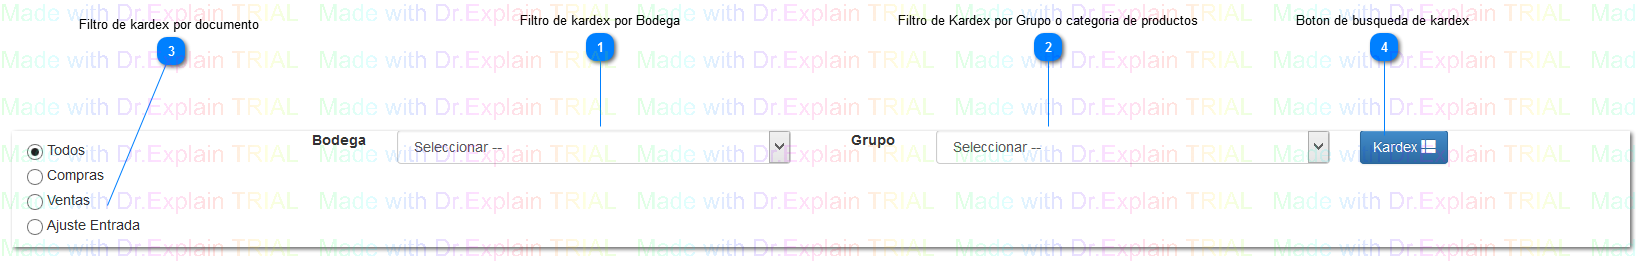 Filtro de kardex por documento
Filtro de kardex por Bodega
Filtro de Kardex por Grupo o categoria de productos
Boton de busqueda de kardex
3
1
2
4
Todos
Compras
Ventas
Ajuste Entrada
Bodega
Seleccionar --
Grupo
Seleccionar --
Kardex
Made with Dr.Explain TRIAL